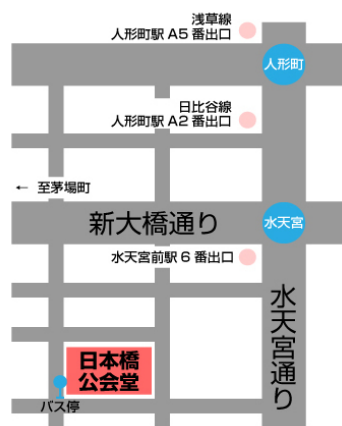 浅草線
人形町駅 A5 番出口
人形町
日比谷線
人形町駅 A2 番出口
← 至茅場町
新大橋通り
水天宮
水天宮前駅 6 番出口
水天宮通り
日本橋
公会堂
バス停